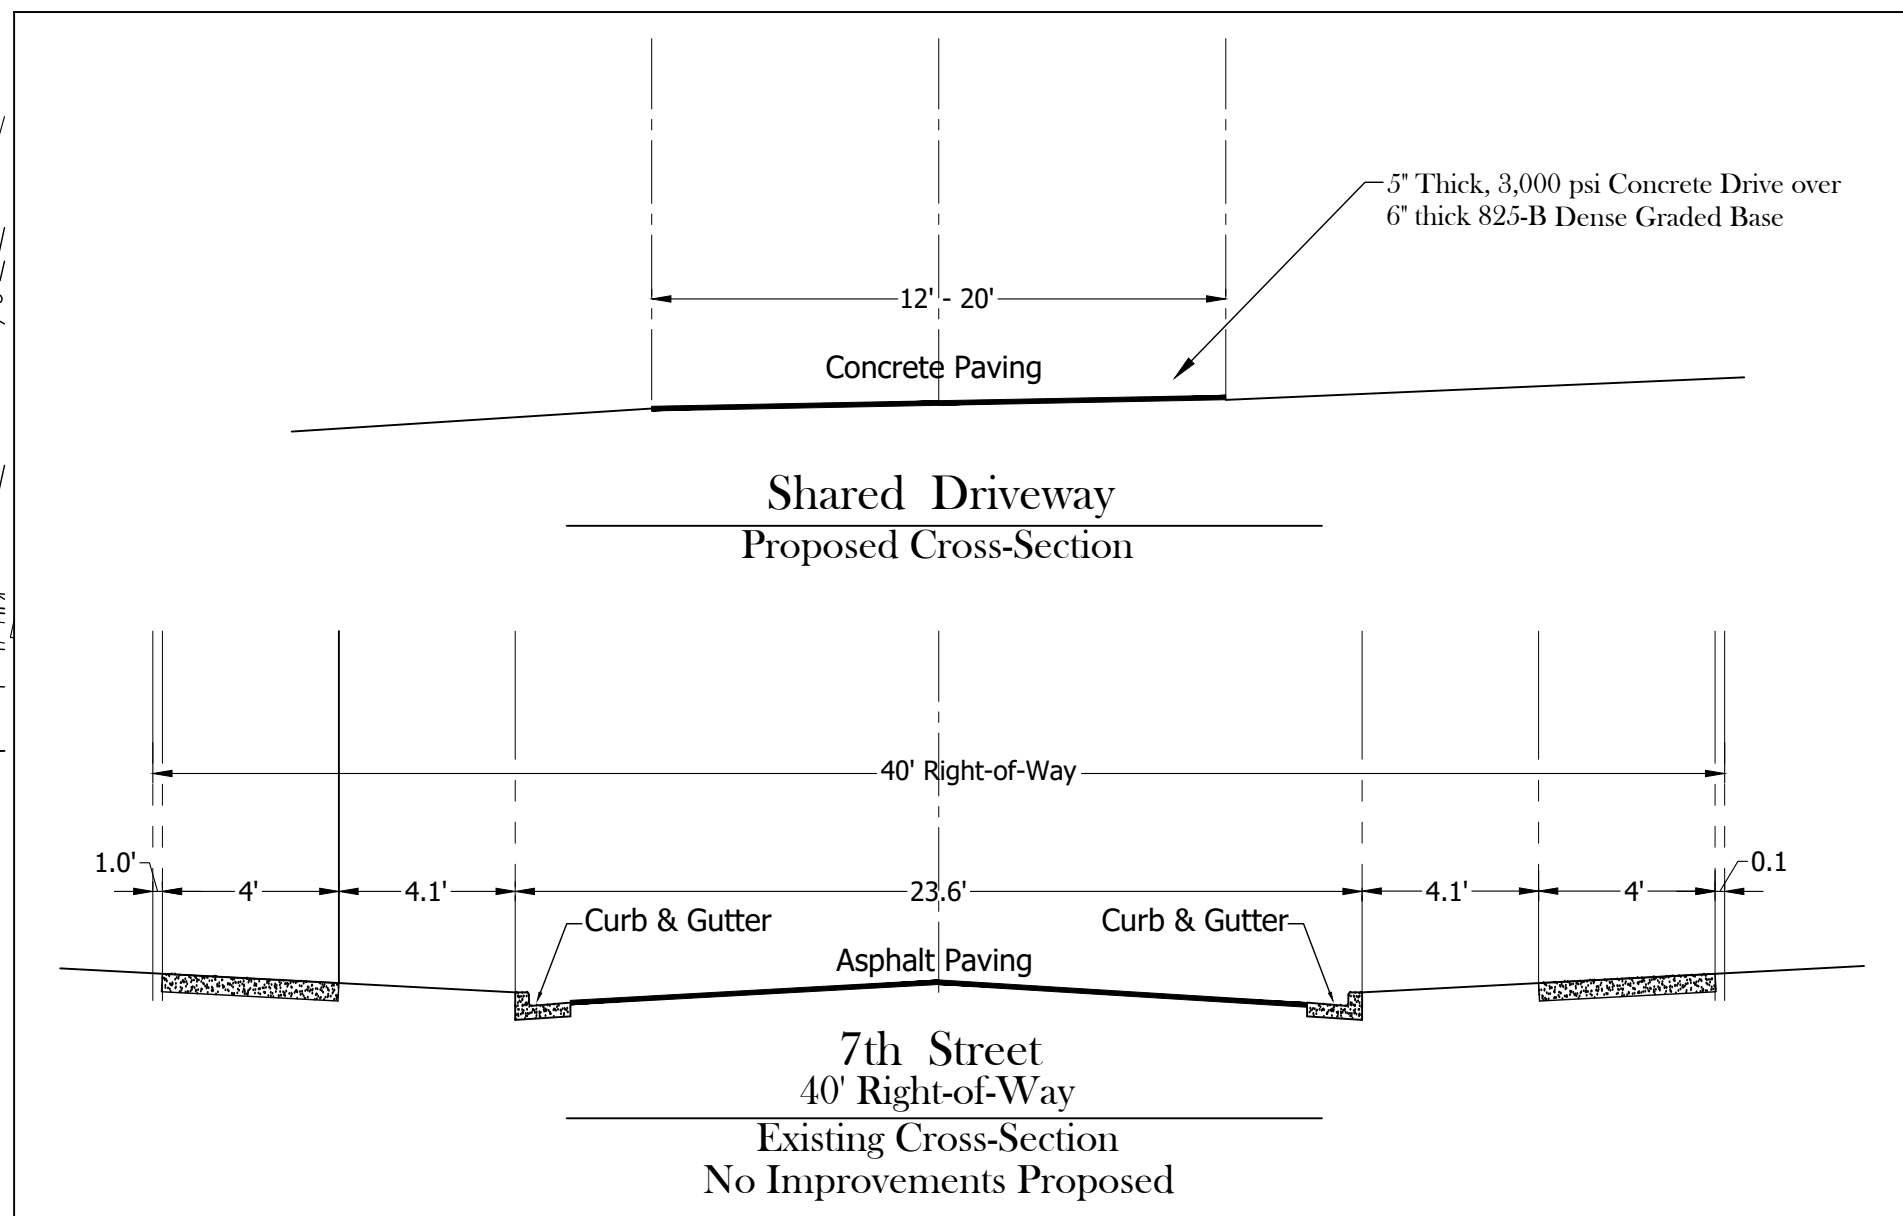 5" Thick, 3,000 psi Concrete Drive over
6" thick 825-B Dense Graded Base
12' - 20'
Concrete Paving
Shared Driveway
Proposed Cross-Section
40' Right-of-Way
1.0'
4'
4.1'
23.6'
4.1'
4'
0.1
Curb & Gutter
Curb & Gutter
Asphalt Paving
7th Street
40' Right-of-Way
Existing Cross-Section
No Improvements Proposed